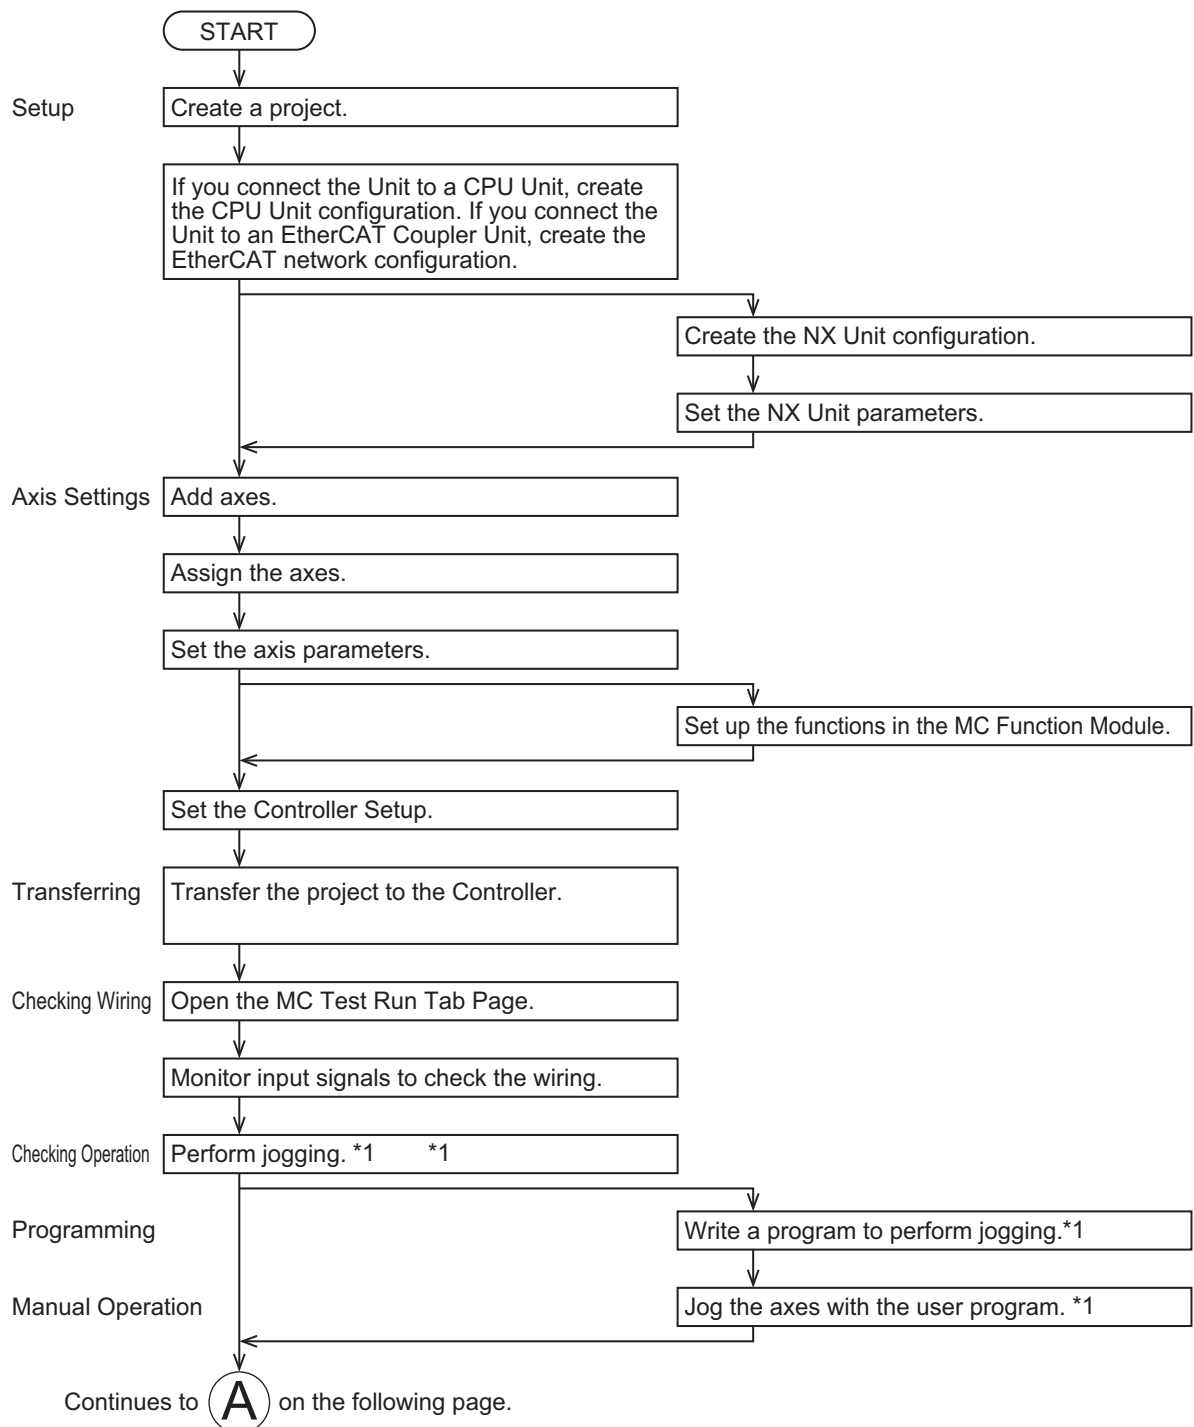 START
Setup
Create a project.
If you connect the Unit to a CPU Unit, create
the CPU Unit configuration. If you connect the
Unit to an EtherCAT Coupler Unit, create the
EtherCAT network configuration.
Create the NX Unit configuration.
Set the NX Unit parameters.
Axis Settings
Add axes.
Assign the axes.
Set the axis parameters.
Set up the functions in the MC Function Module.
Set the Controller Setup.
Transferring
Transfer the project to the Controller.
Checking Wiring
Open the MC Test Run Tab Page.
Monitor input signals to check the wiring.
Checking Operation
Perform jogging. *1 *1
Programming
Write a program to perform jogging.*1
Manual Operation
Jog the axes with the user program. *1
Continues to A on the following page.